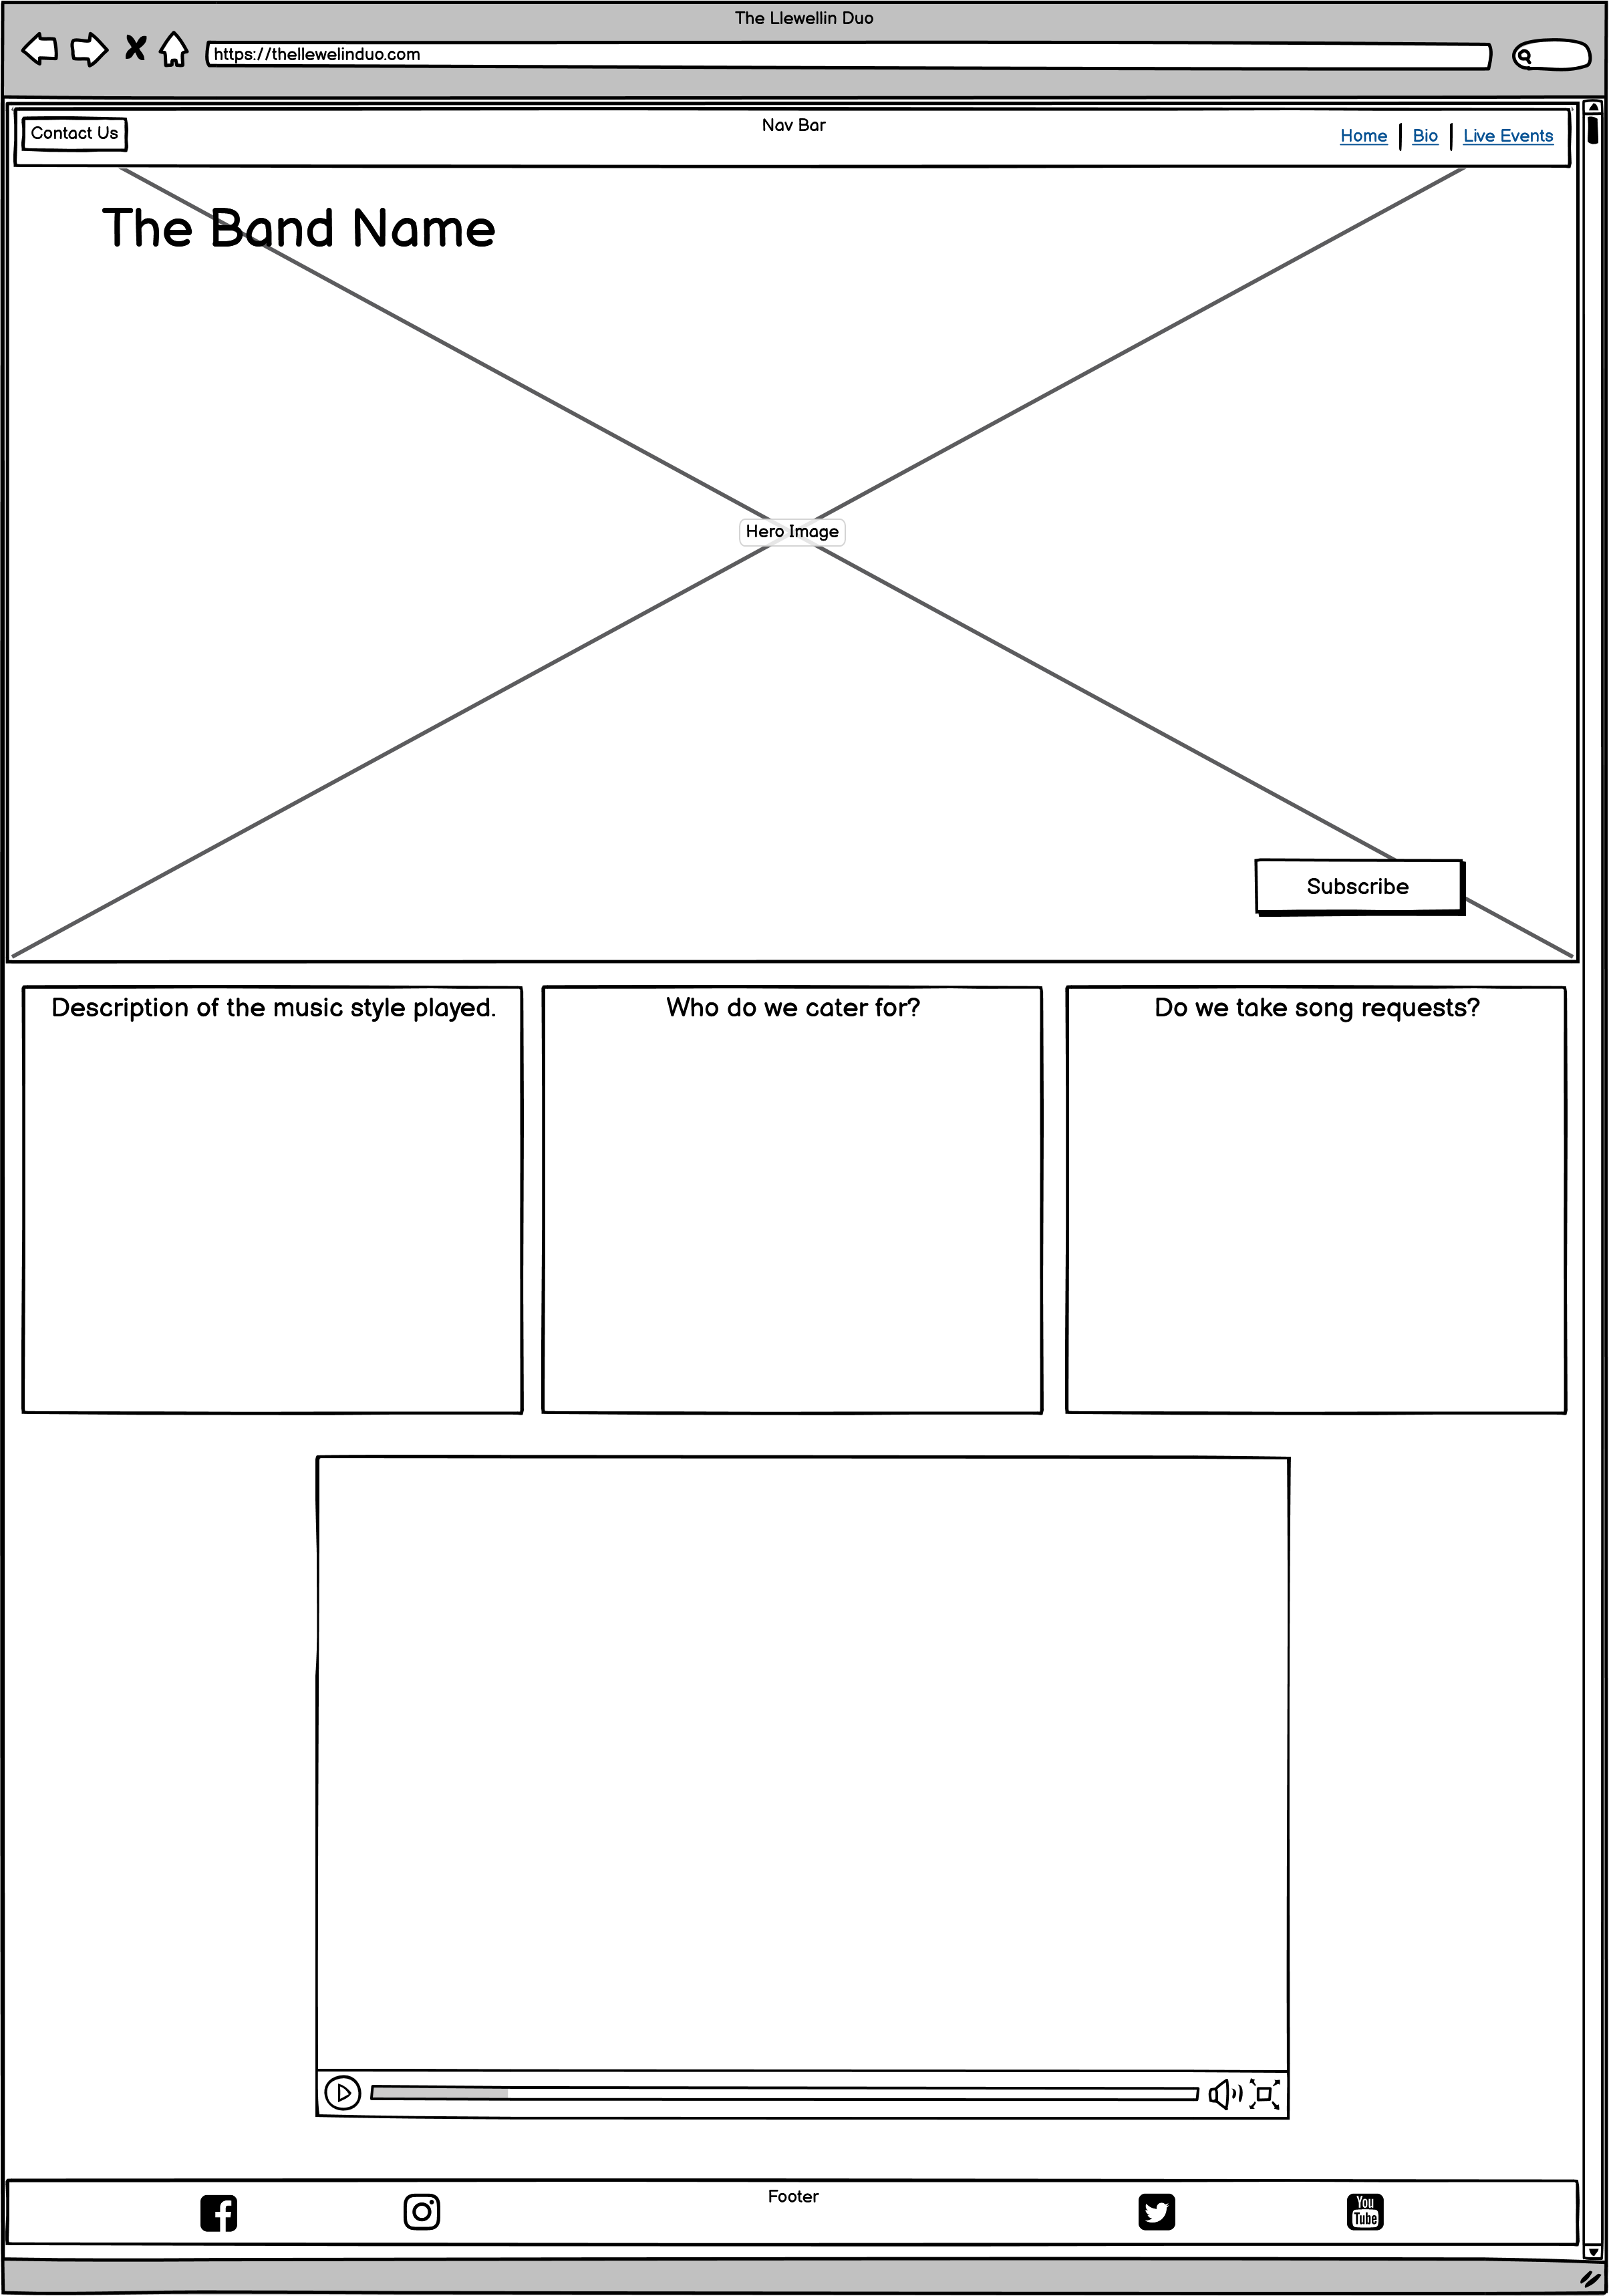 The Llewellin Duo
https://thellewelinduo.com
Contact Us
Nav Bar
Home | Bio | Live Events
The Band Name
Hero Image
Subscribe
Description of the music style played.
Who do we cater for?
Do we take song requests?
Footer
You
Tube